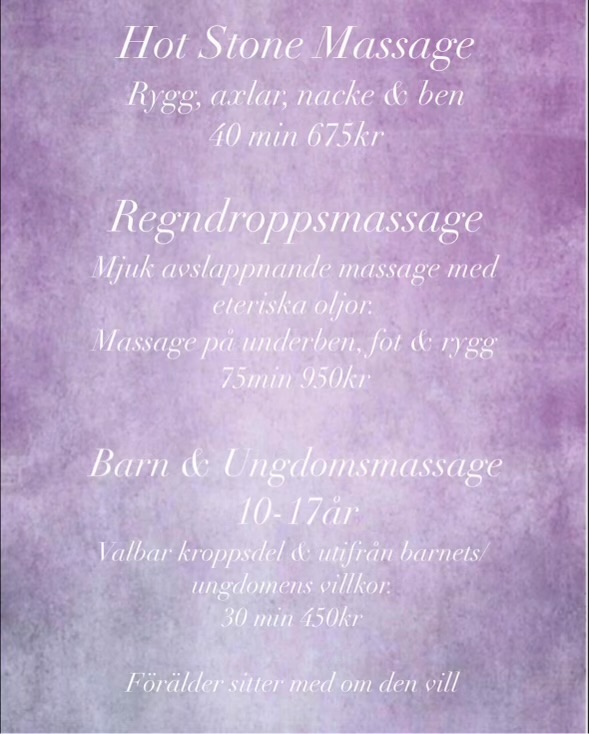 Hot Stone Massage
Rygg, axlar, nacke & ben
40 min 675kr
Regndroppsmassage
Mjuk avslappnande massage med
eteriska oljor.
Massage på underben, fot & rygg
75min 950kr
Barn & Ungdomsmassage
10-17år
Valbar kroppsdel & utifrån barnets/
ungdomens villkor.
30 min 450kr
Förälder sitter med om den vill